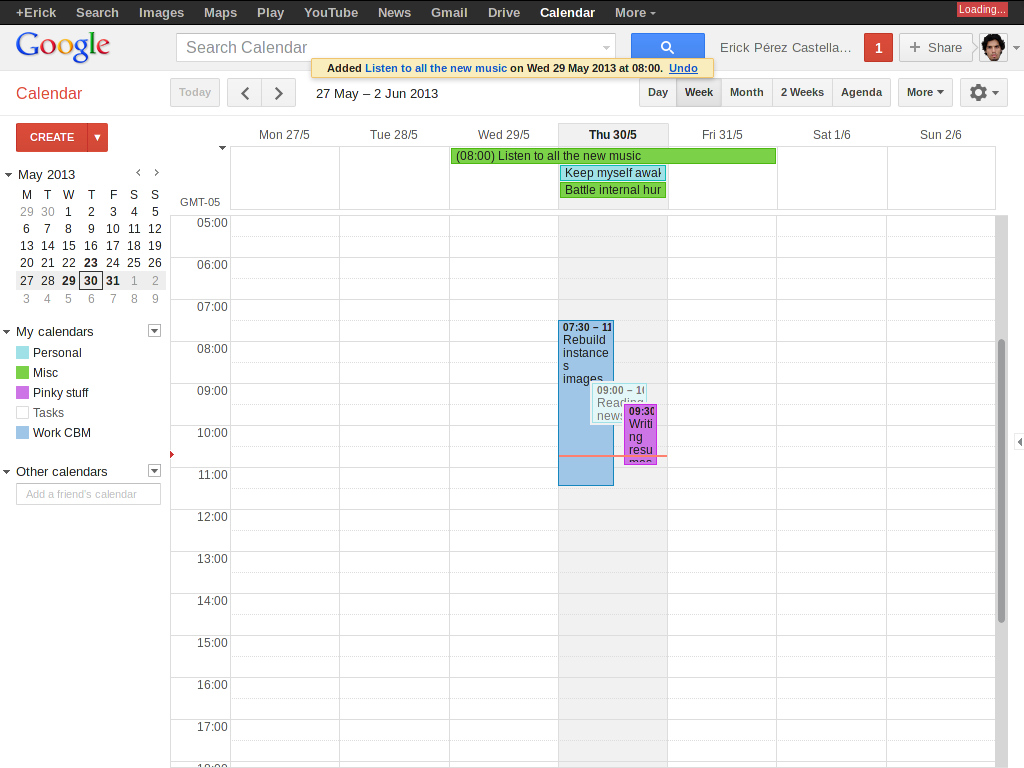 +Erick Search Images Maps Play YouTube News Gmail Drive Calendar More
Loading...
Google
Search Calendar
Erick Pérez Castella...
1
+ Share
Added Listen to all the new music on Wed 29 May 2013 at 08:00. Undo
Calendar
Today
27 May – 2 Jun 2013
Day Week Month 2 Weeks Agenda
More
CREATE
May 2013
M T W T F S S
29 30 1 2 3 4 5
6 7 8 9 10 11 12
13 14 15 16 17 18 19
20 21 22 23 24 25 26
27 28 29 30 31 1 2
3 4 5 6 7 8 9
My calendars
Personal
Misc
Pinky stuff
Tasks
Work CBM
Other calendars
Add a friend's calendar
Mon 27/5 Tue 28/5 Wed 29/5 Thu 30/5 Fri 31/5 Sat 1/6 Sun 2/6
(08:00) Listen to all the new music
Keep myself awa
Battle internal hur
GMT-05
05:00
06:00
07:00
08:00
09:00
10:00
11:00
12:00
13:00
14:00
15:00
16:00
17:00
18:00
07:30 – 11
Rebuild
instance
s
images
09:00 – 10
Reading
news
09:30
Writi
ng
resu
mes